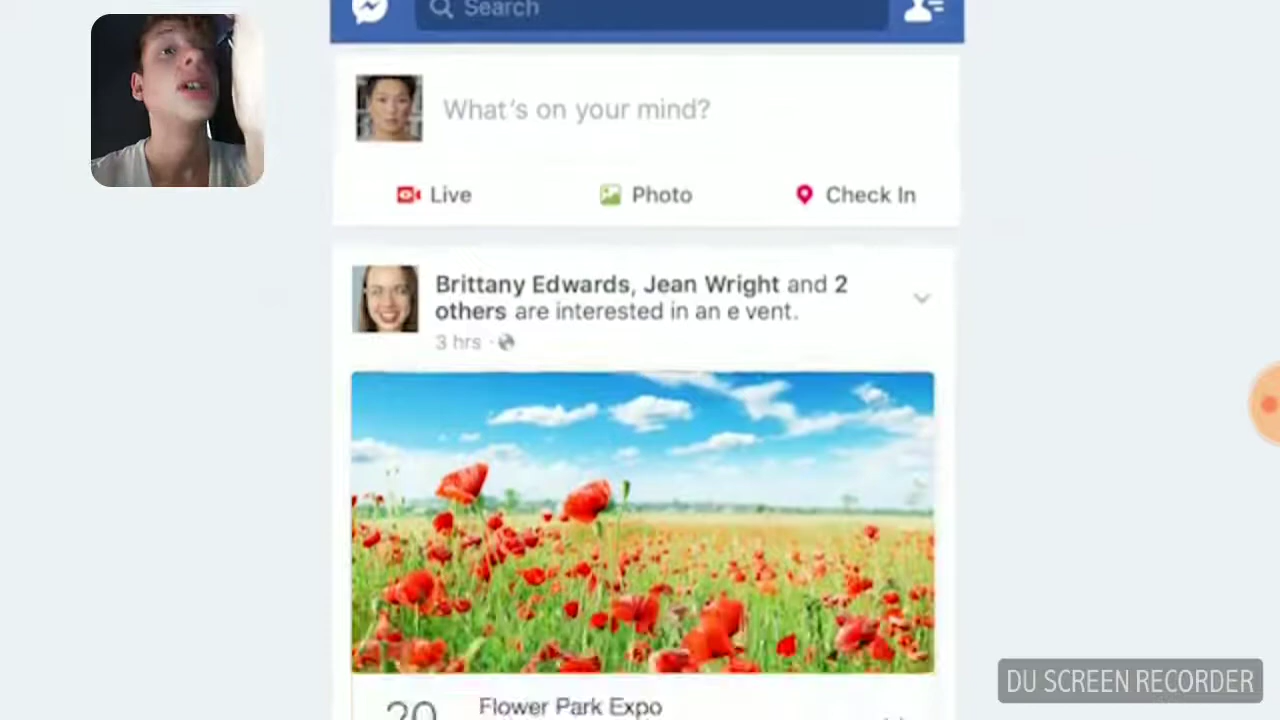 Search
What's on your mind?
Live
Photo
Check In
Brittany Edwards, Jean Wright and 2
others are interested in an e vent.
3 hrs ·
20
Flower Park Expo
DU SCREEN RECORDER